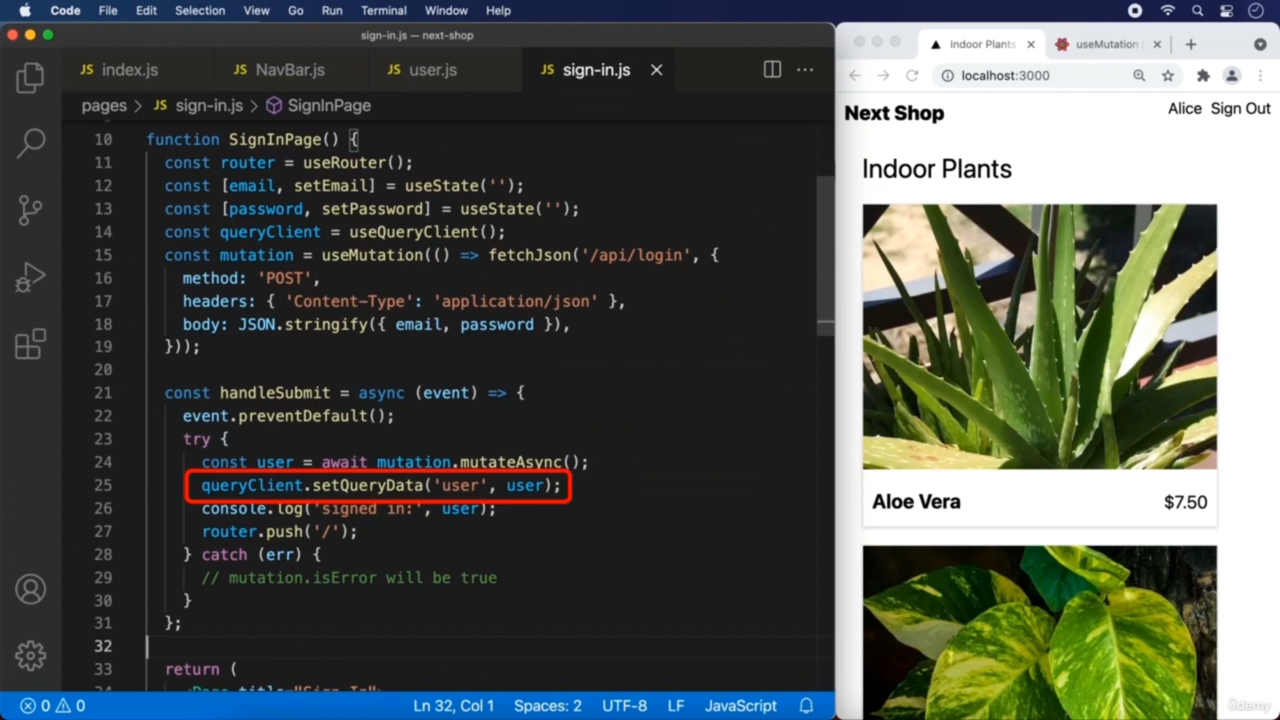 Code File Edit Selection View Go Run Terminal Window Help
sign-in.js — next-shop
JS index.js JS NavBar.js JS user.js JS sign-in.js
pages > JS sign-in.js > SignInPage
10 function SignInPage() {
11 const router = useRouter();
12 const [email, setEmail] = useState('');
13 const [password, setPassword] = useState('');
14 const queryClient = useQueryClient();
15 const mutation = useMutation(() => fetchJson('/api/login', {
16 method: 'POST',
17 headers: { 'Content-Type': 'application/json' },
18 body: JSON.stringify({ email, password }),
19 }));
20
21 const handleSubmit = async (event) => {
22 event.preventDefault();
23 try {
24 const user = await mutation.mutateAsync();
25 queryClient.setQueryData('user', user);
26 console.log('signed in:', user);
27 router.push('/');
28 } catch (err) {
29 // mutation.isError will be true
30 }
31 };
32
33 return (
34 <Page title="Sign In">
0 0 Ln 32, Col 1 Spaces: 2 UTF-8 LF JavaScript
Indoor Plants useMutation
localhost:3000
Next Shop Alice Sign Out
Indoor Plants
Aloe Vera $7.50
ûdemy